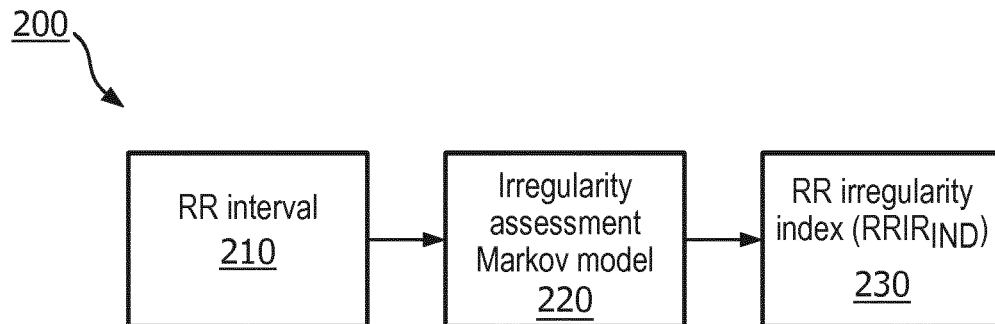 200
RR interval
210
Irregularity
assessment
Markov model
220
RR irregularity
index (RRIR_IND)
230